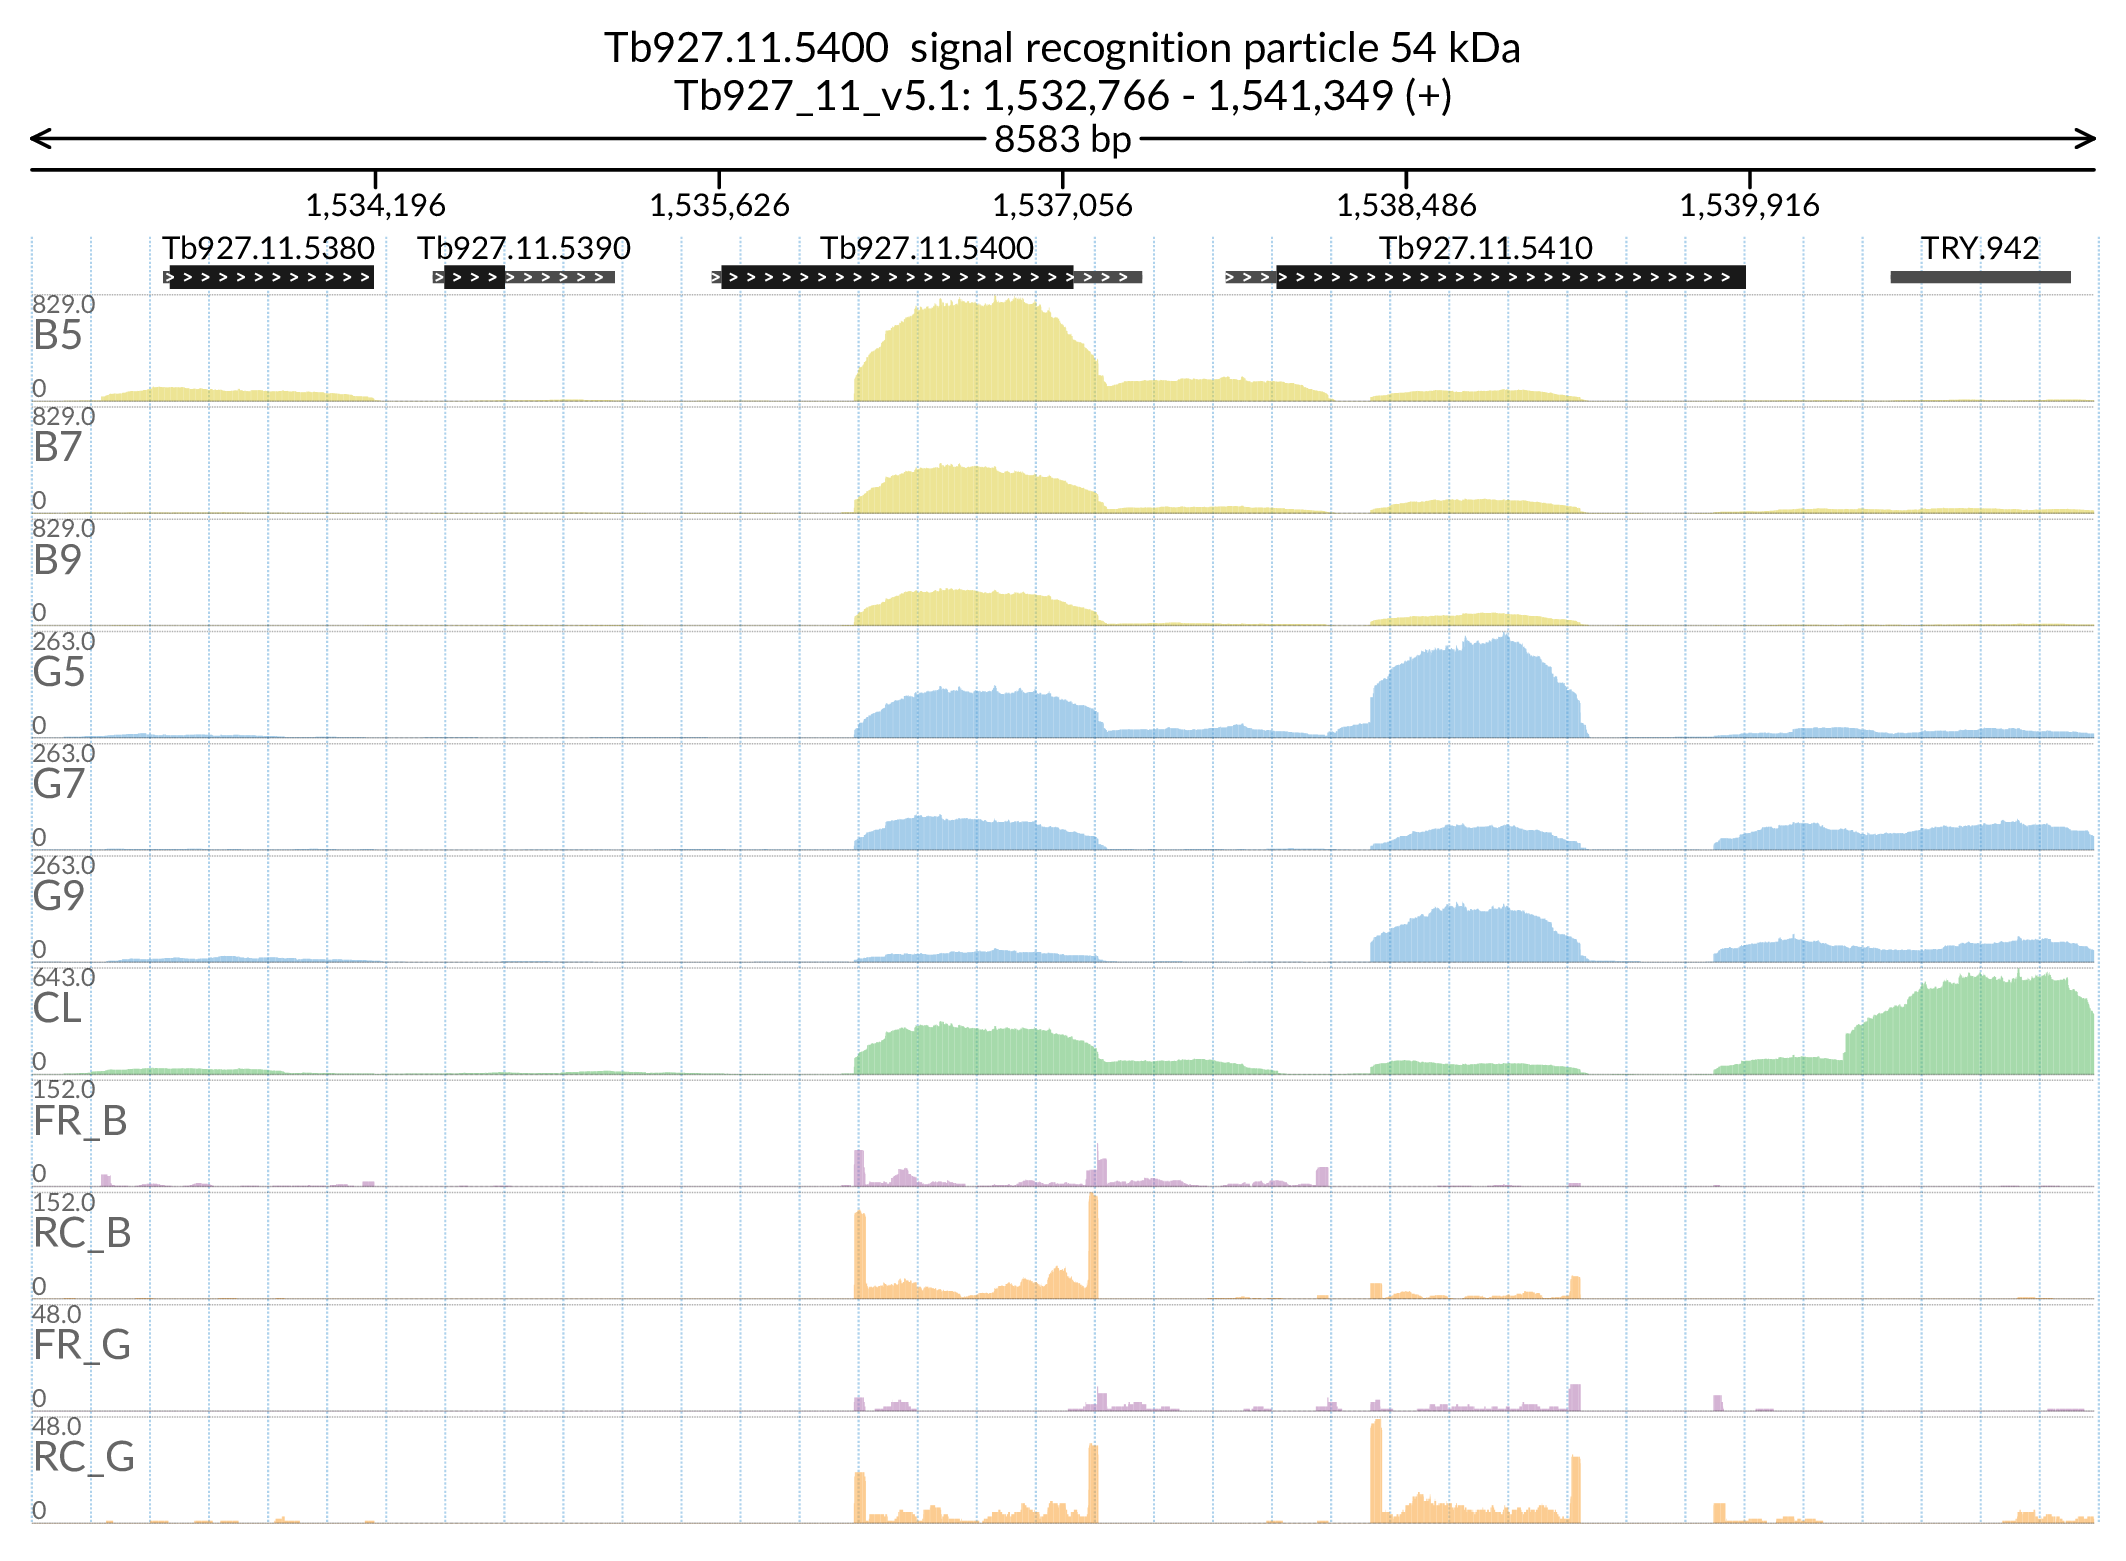 Tb927.11.5400  signal recognition particle 54 kDa
Tb927_11_v5.1: 1,532,766 - 1,541,349 (+)
8583 bp
1,534,196 1,535,626 1,537,056 1,538,486 1,539,916
Tb927.11.5380 Tb927.11.5390 Tb927.11.5400 Tb927.11.5410 TRY.942
829.0
B5
0
829.0
B7
0
829.0
B9
0
263.0
G5
0
263.0
G7
0
263.0
G9
0
643.0
CL
0
152.0
FR_B
0
152.0
RC_B
0
48.0
FR_G
0
48.0
RC_G
0